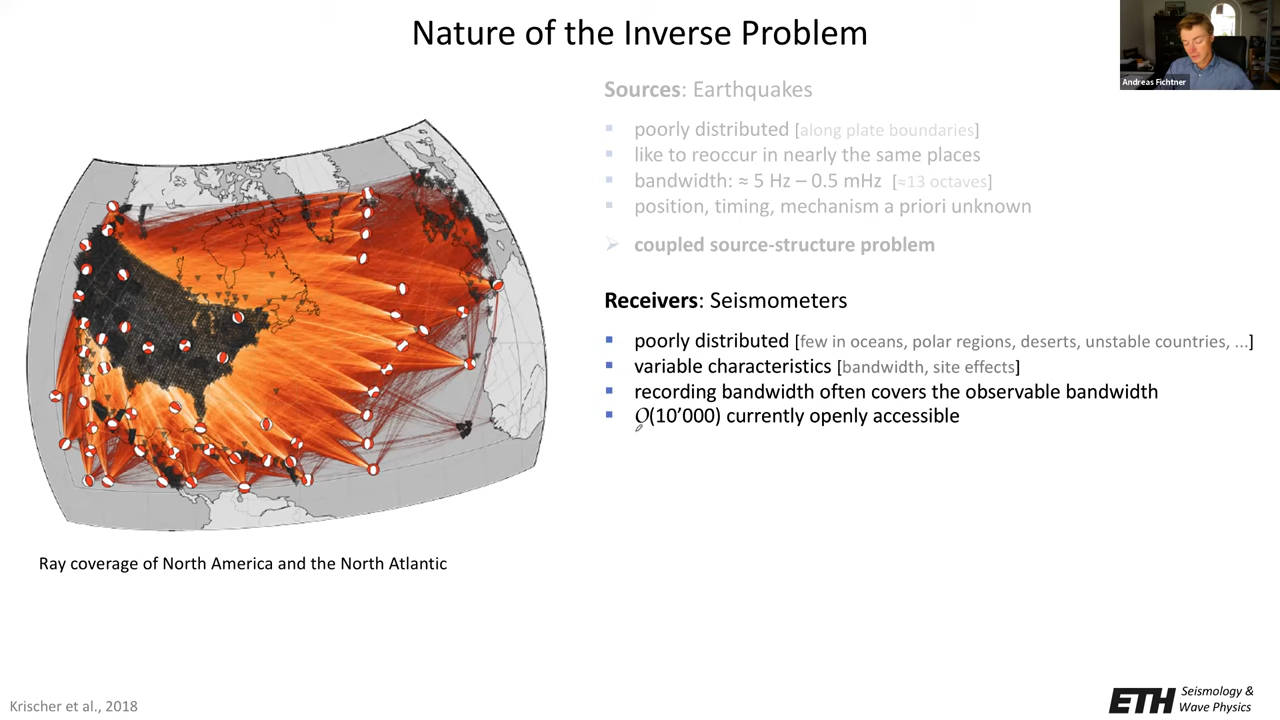 Nature of the Inverse Problem
Andreas Fichtner
Sources: Earthquakes
▪ poorly distributed [along plate boundaries]
▪ like to reoccur in nearly the same places
▪ bandwidth: ≈ 5 Hz – 0.5 mHz [≈13 octaves]
▪ position, timing, mechanism a priori unknown
➢ coupled source-structure problem
Receivers: Seismometers
▪ poorly distributed [few in oceans, polar regions, deserts, unstable countries, ...]
▪ variable characteristics [bandwidth, site effects]
▪ recording bandwidth often covers the observable bandwidth
▪ 𝒪(10’000) currently openly accessible
Ray coverage of North America and the North Atlantic
Krischer et al., 2018
ETH Seismology &
Wave Physics